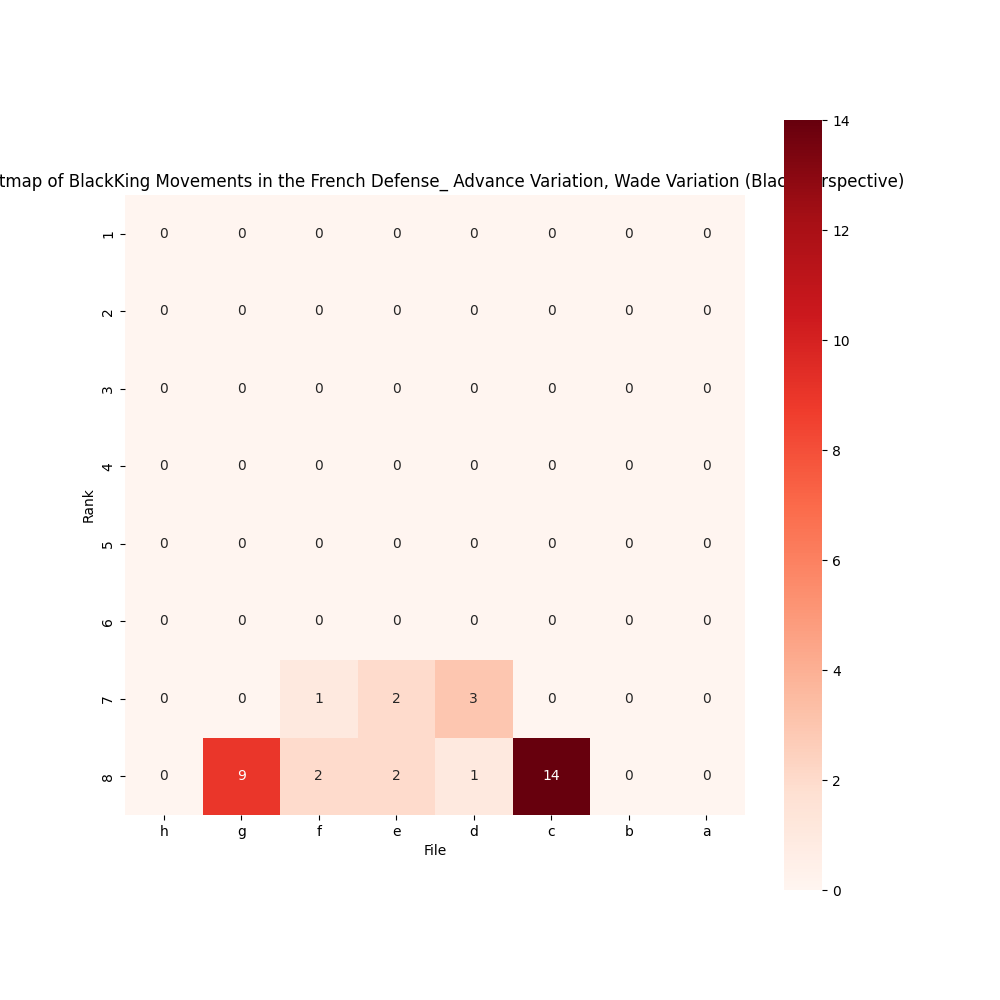 14
tmap of BlackKing Movements in the French Defense_ Advance Variation, Wade Variation (Blac rspective)
1 0 0 0 0 0 0 0 0
12
2 0 0 0 0 0 0 0 0
10
3 0 0 0 0 0 0 0 0
8
4 0 0 0 0 0 0 0 0
Rank
6
5 0 0 0 0 0 0 0 0
6 0 0 0 0 0 0 0 0
4
7 0 0 1 2 3 0 0 0
2
8 0 9 2 2 1 14 0 0
h g f e d c b a
File
0